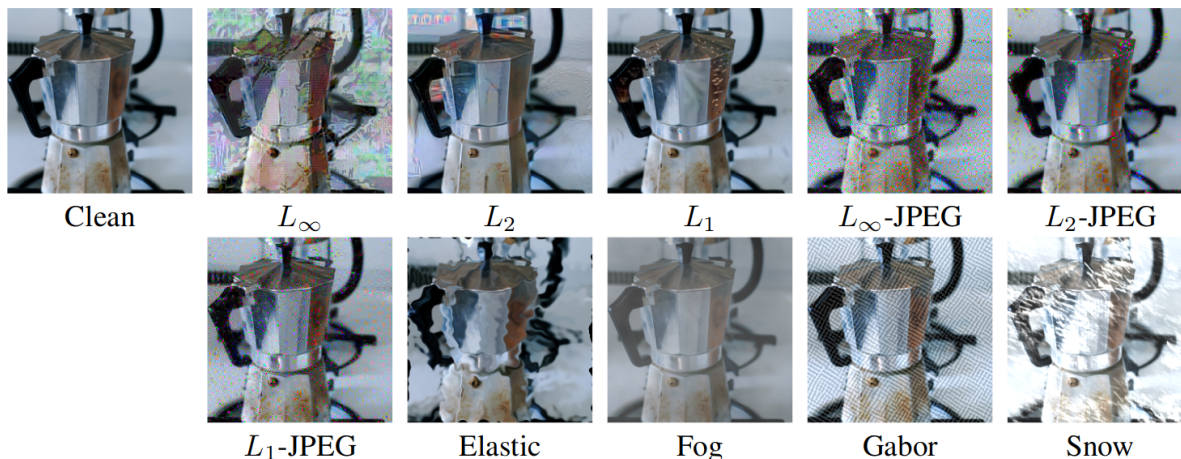 Clean
L∞
L2
L1
L∞-JPEG
L2-JPEG
L1-JPEG
Elastic
Fog
Gabor
Snow